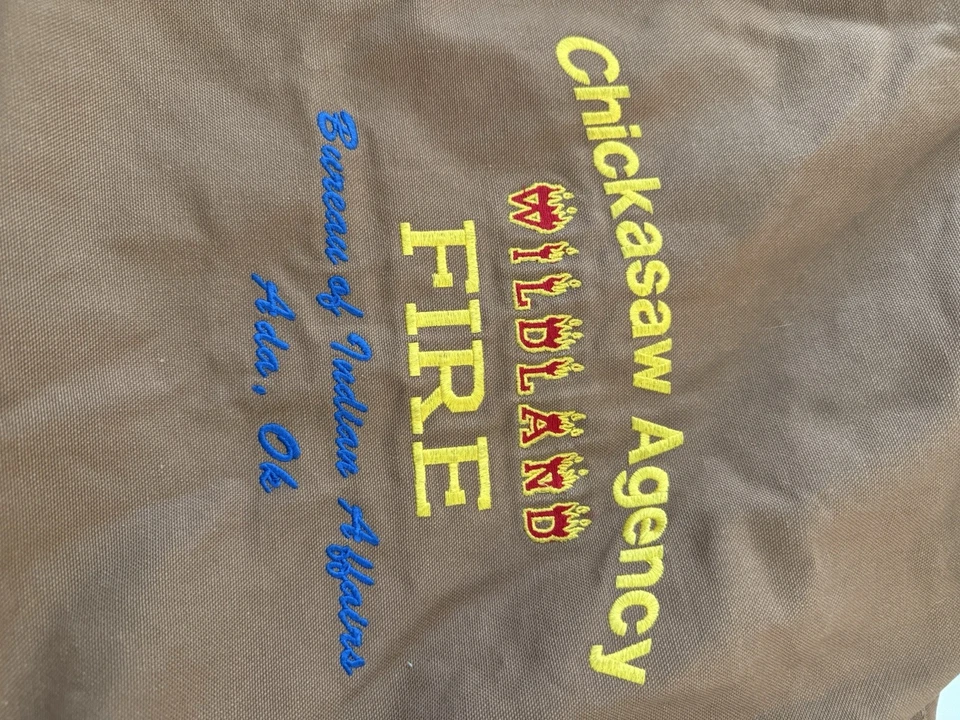 Chickasaw Agency
WILDLAND
FIRE
Bureau of Indian Affairs
Ada, Ok